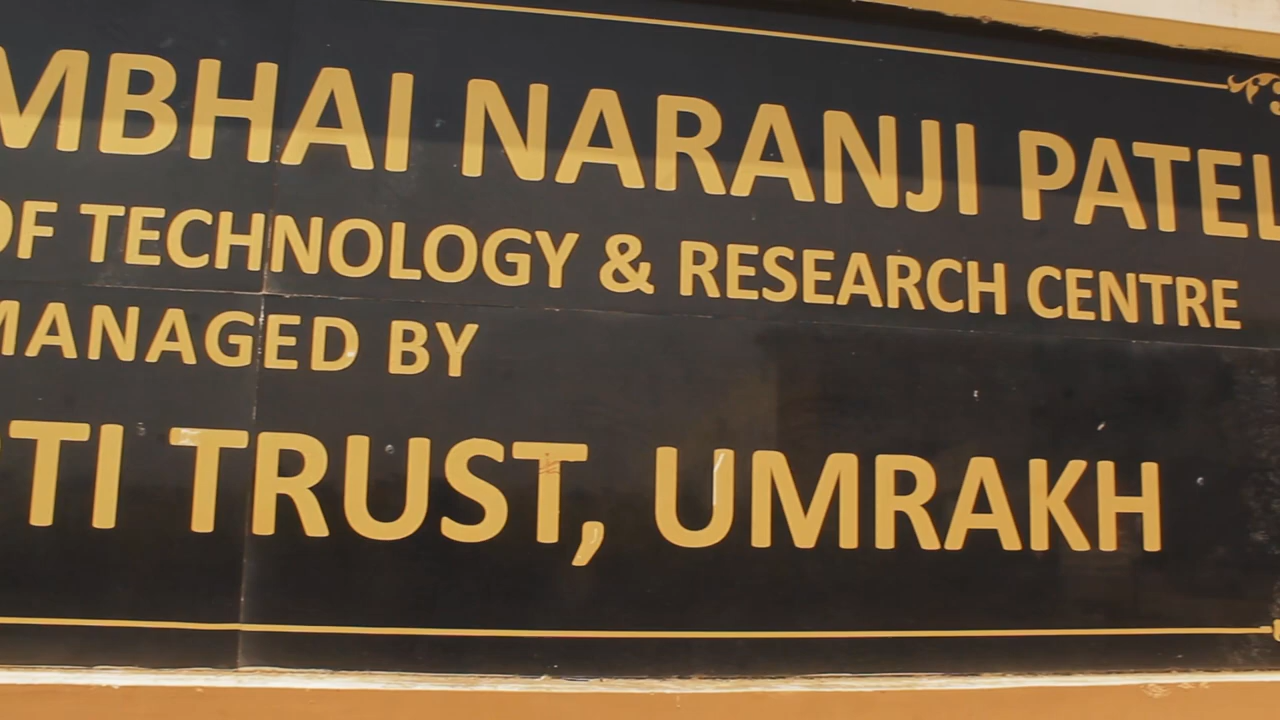 MBHAI NARANJI PATEL
OF TECHNOLOGY & RESEARCH CENTRE
MANAGED BY
TI TRUST, UMRAKH